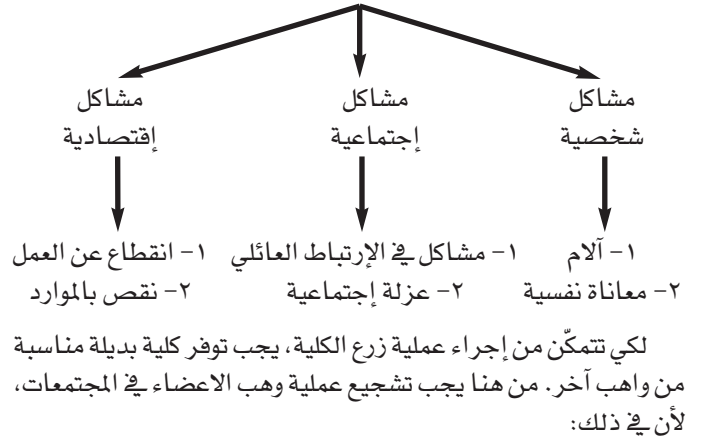 مشاكل مشاكل مشاكل
شخصية إجتماعية إقتصادية
١- آلام ١- مشاكل في الإرتباط العائلي ١- انقطاع عن العمل
٢- معاناة نفسية ٢- عزلة إجتماعية ٢- نقص بالموارد
لكي تتمكّن من إجراء عملية زرع الكلية، يجب توفر كلية بديلة مناسبة
من واهب آخر. من هنا يجب تشجيع عملية وهب الاعضاء في المجتمعات،
لأن في ذلك: